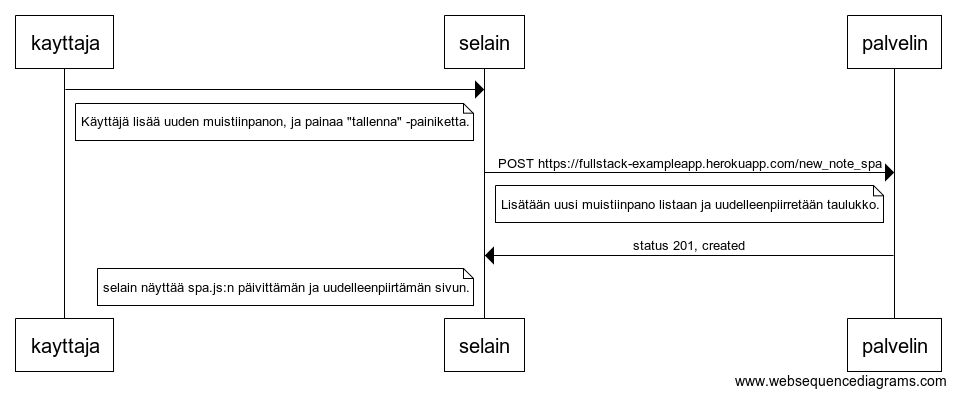 kayttaja
selain
palvelin
Käyttäjä lisää uuden muistiinpanon, ja painaa "tallenna" -painiketta.
POST https://fullstack-exampleapp.herokuapp.com/new_note_spa
Lisätään uusi muistiinpano listaan ja uudelleenpiirretään taulukko.
status 201, created
selain näyttää spa.js:n päivittämän ja uudelleenpiirtämän sivun.
kayttaja
selain
palvelin
www.websequencediagrams.com